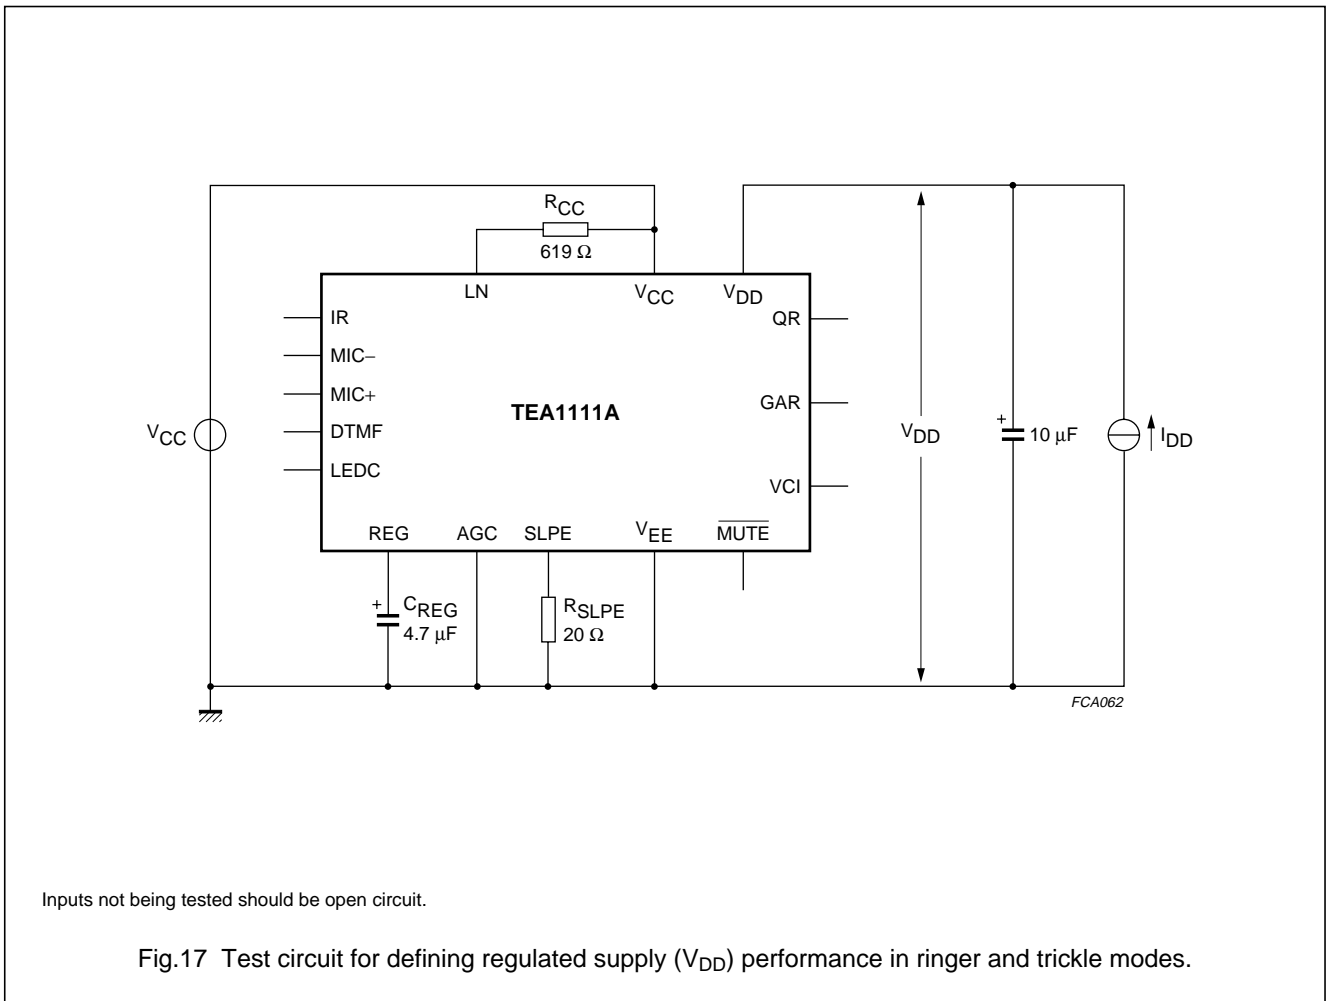 RCC
619 Ω
LN
VCC
VDD
IR
MIC−
MIC+
DTMF
LEDC
TEA1111A
QR
GAR
VCI
REG
AGC
SLPE
VEE
MUTE
VCC
VDD
+
10 µF
IDD
+
CREG
4.7 µF
RSLPE
20 Ω
FCA062
Inputs not being tested should be open circuit.
Fig.17 Test circuit for defining regulated supply (VDD) performance in ringer and trickle modes.